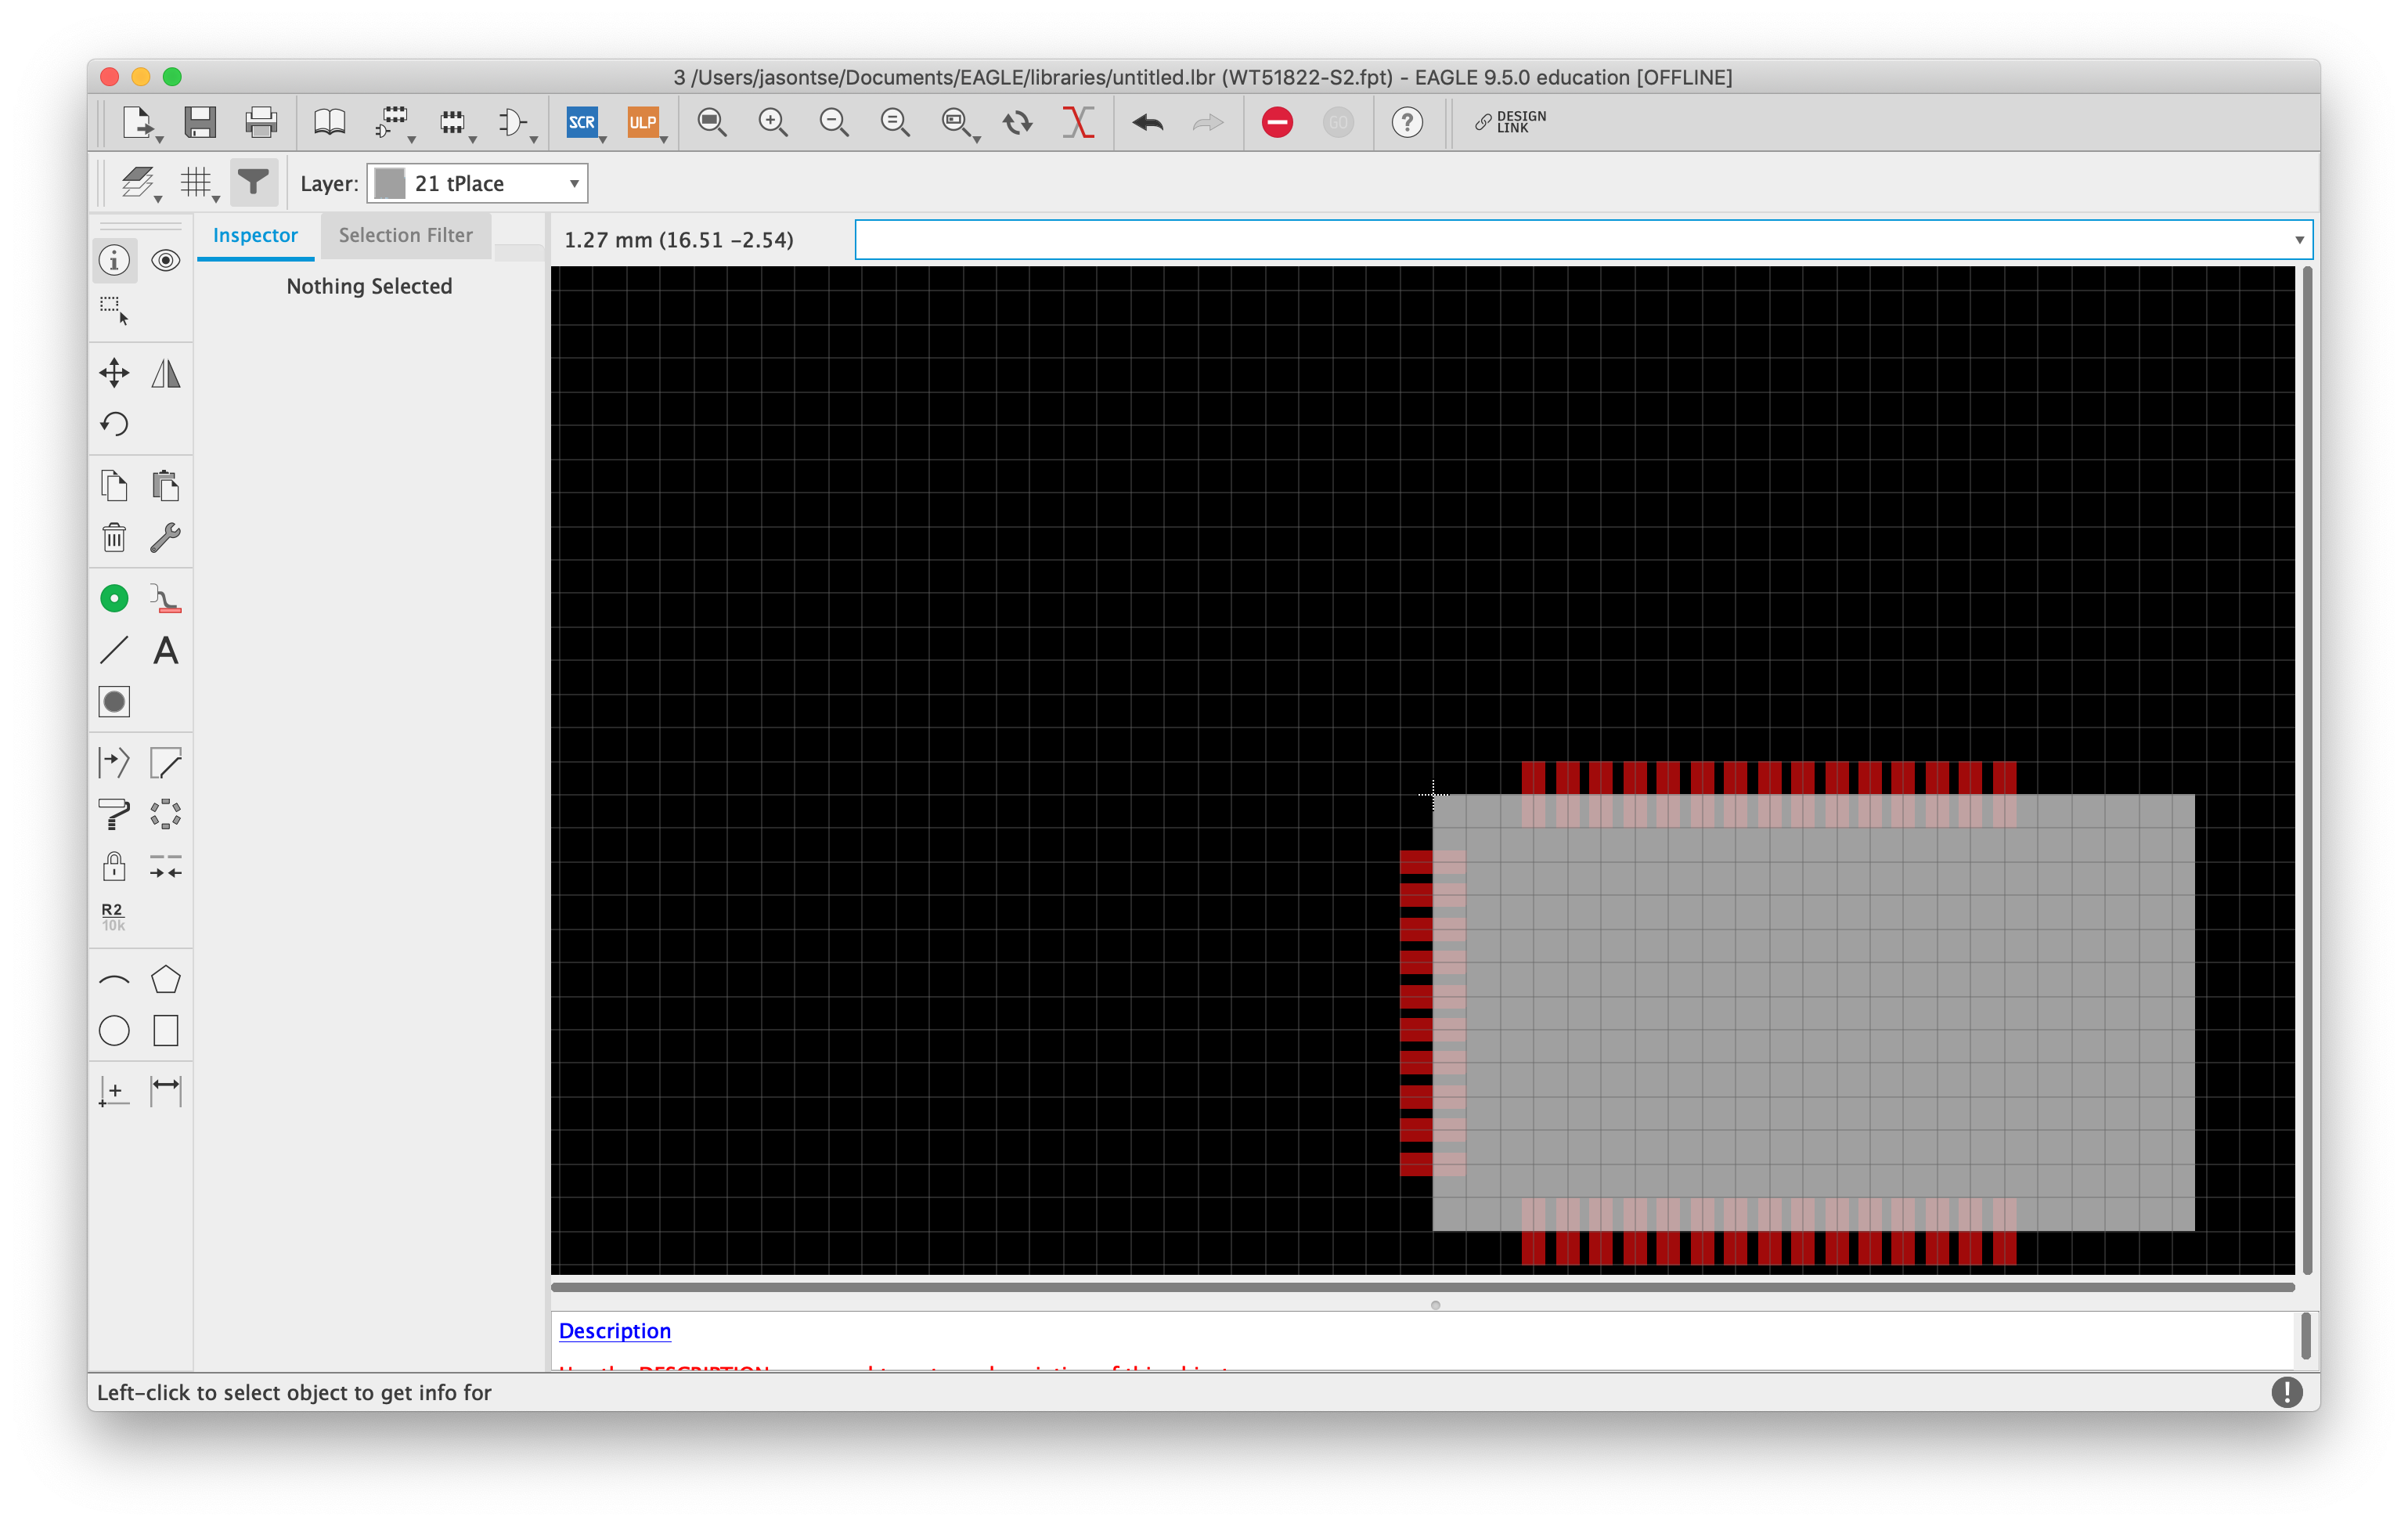 3 /Users/jasontse/Documents/EAGLE/libraries/untitled.lbr (WT51822-S2.fpt) - EAGLE 9.5.0 education [OFFLINE]
SCR
ULP
GO
?
DESIGN
LINK
Layer:
21 tPlace
Inspector
Selection Filter
1.27 mm (16.51 -2.54)
Nothing Selected
A
R2
10k
Description
Left-click to select object to get info for